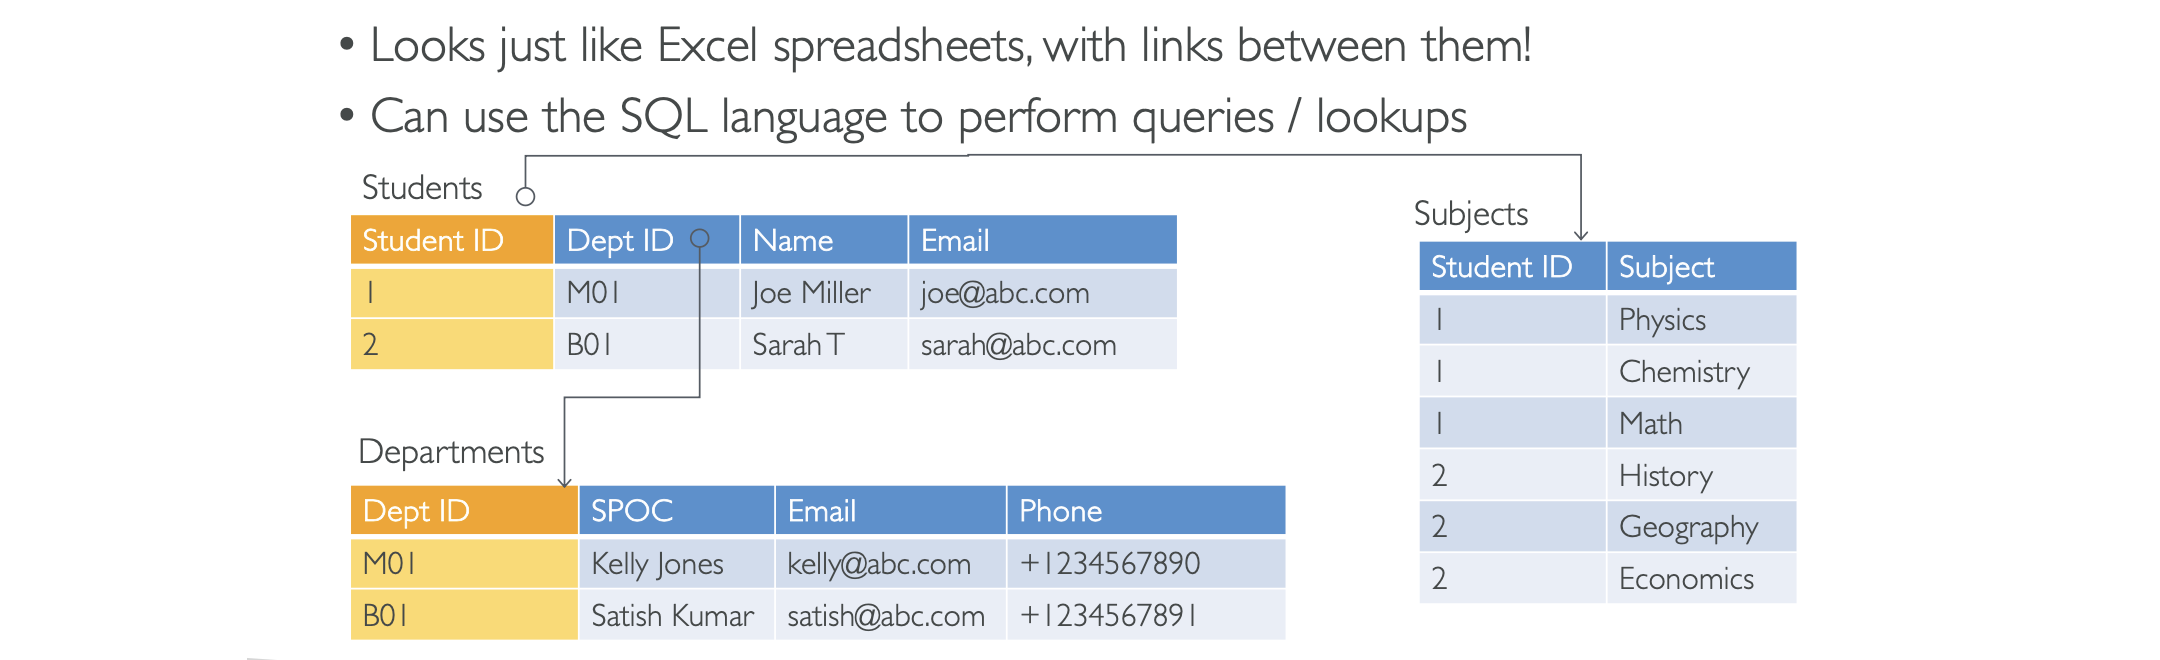 • Looks just like Excel spreadsheets, with links between them!
• Can use the SQL language to perform queries / lookups
Students
Student ID Dept ID Name Email
1 M01 Joe Miller joe@abc.com
2 B01 Sarah T sarah@abc.com
Departments
Dept ID SPOC Email Phone
M01 Kelly Jones kelly@abc.com +1234567890
B01 Satish Kumar satish@abc.com +1234567891
Subjects
Student ID Subject
1 Physics
1 Chemistry
1 Math
2 History
2 Geography
2 Economics